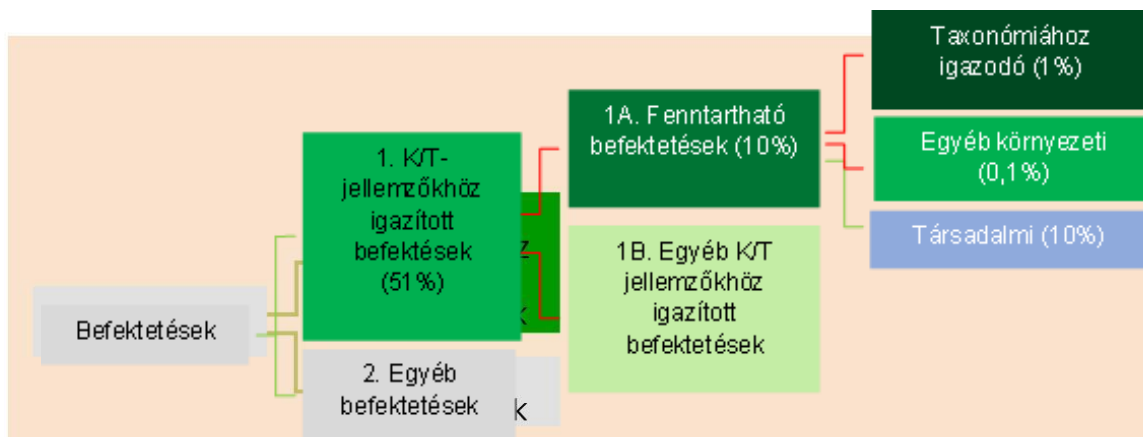 Befektetések
1. K/T-
jellemzőkhöz
igazított
befektések
(51%)
z
k
2. Egyéb
befektetések
k
1A. Fenntartható
befektetések (10%)
1B. Egyéb K/T
jellemzőkhöz
igazított
befektetések
Taxonómiához
igazodó (1%)
Egyéb környezeti
(0,1%)
Társadalmi (10%)